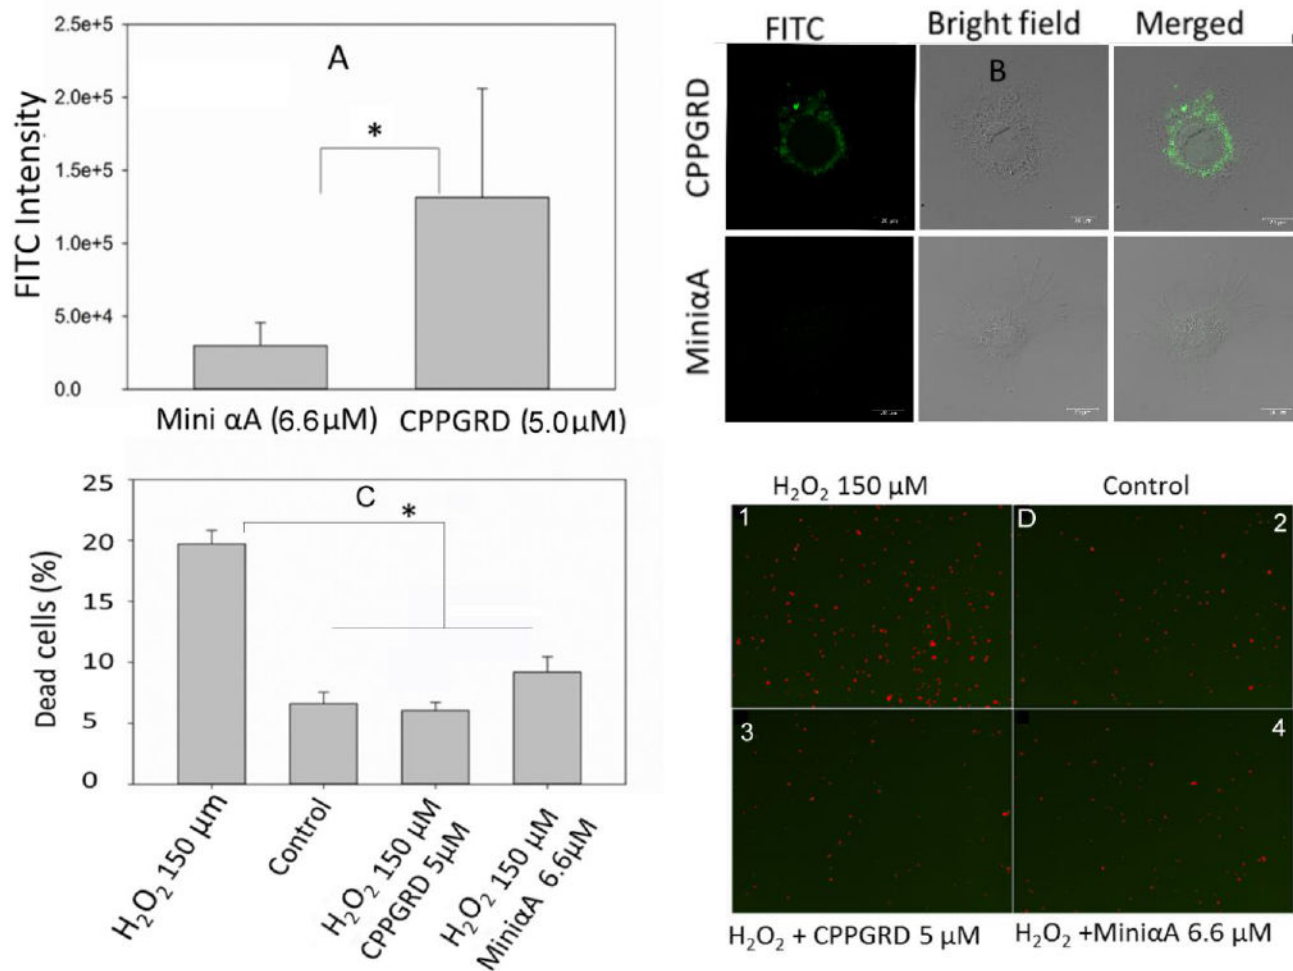 A
2.5e+5
2.0e+5
1.5e+5
1.0e+5
5.0e+4
0.0
FITC Intensity
*
Mini αA (6.6µM)
CPPGRD (5.0µM)
FITC
Bright field
Merged
B
CPPGRD
MiniαA
C
25
20
15
10
5
0
Dead cells (%)
*
H₂O₂ 150 µm
Control
H₂O₂ 150 µM
CPPGRD 5µM
H₂O₂ 150 µM
MiniαA 6.6µM
H₂O₂ 150 µM
Control
1
D
2
3
4
H₂O₂ + CPPGRD 5 µM
H₂O₂ +MiniαA 6.6 µM